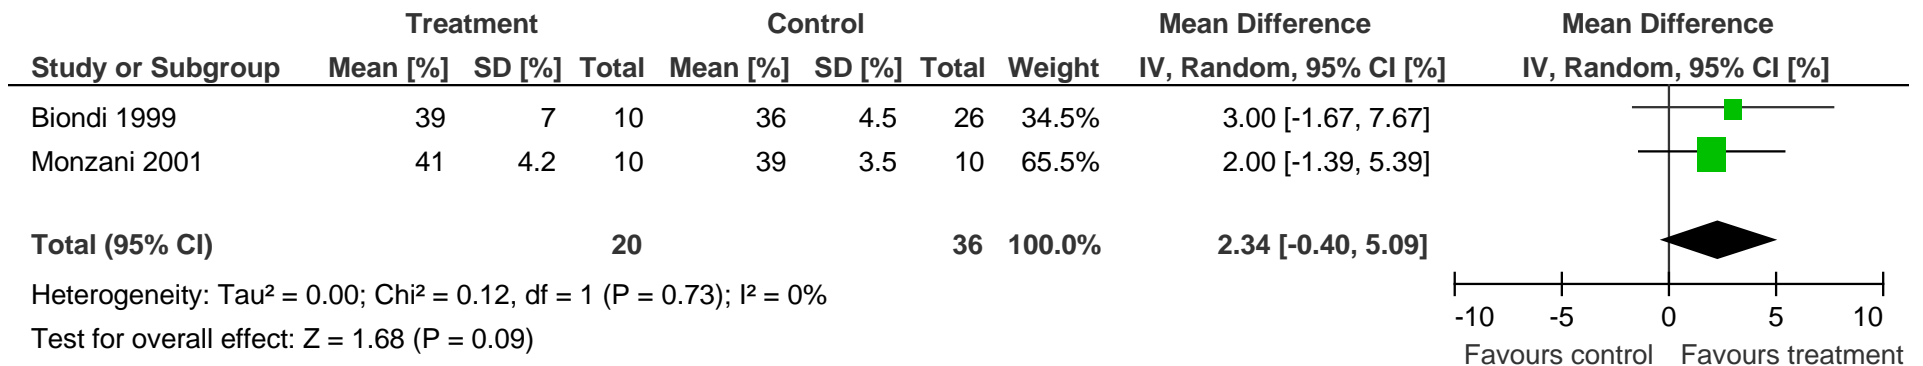 Treatment Control Mean Difference Mean Difference
Study or Subgroup Mean [%] SD [%] Total Mean [%] SD [%] Total Weight IV, Random, 95% CI [%] IV, Random, 95% CI [%]
Biondi 1999 39 7 10 36 4.5 26 34.5% 3.00 [-1.67, 7.67]
Monzani 2001 41 4.2 10 39 3.5 10 65.5% 2.00 [-1.39, 5.39]
Total (95% CI) 20 36 100.0% 2.34 [-0.40, 5.09]
Heterogeneity: Tau² = 0.00; Chi² = 0.12, df = 1 (P = 0.73); I² = 0%
Test for overall effect: Z = 1.68 (P = 0.09)
-10 -5 0 5 10
Favours control Favours treatment